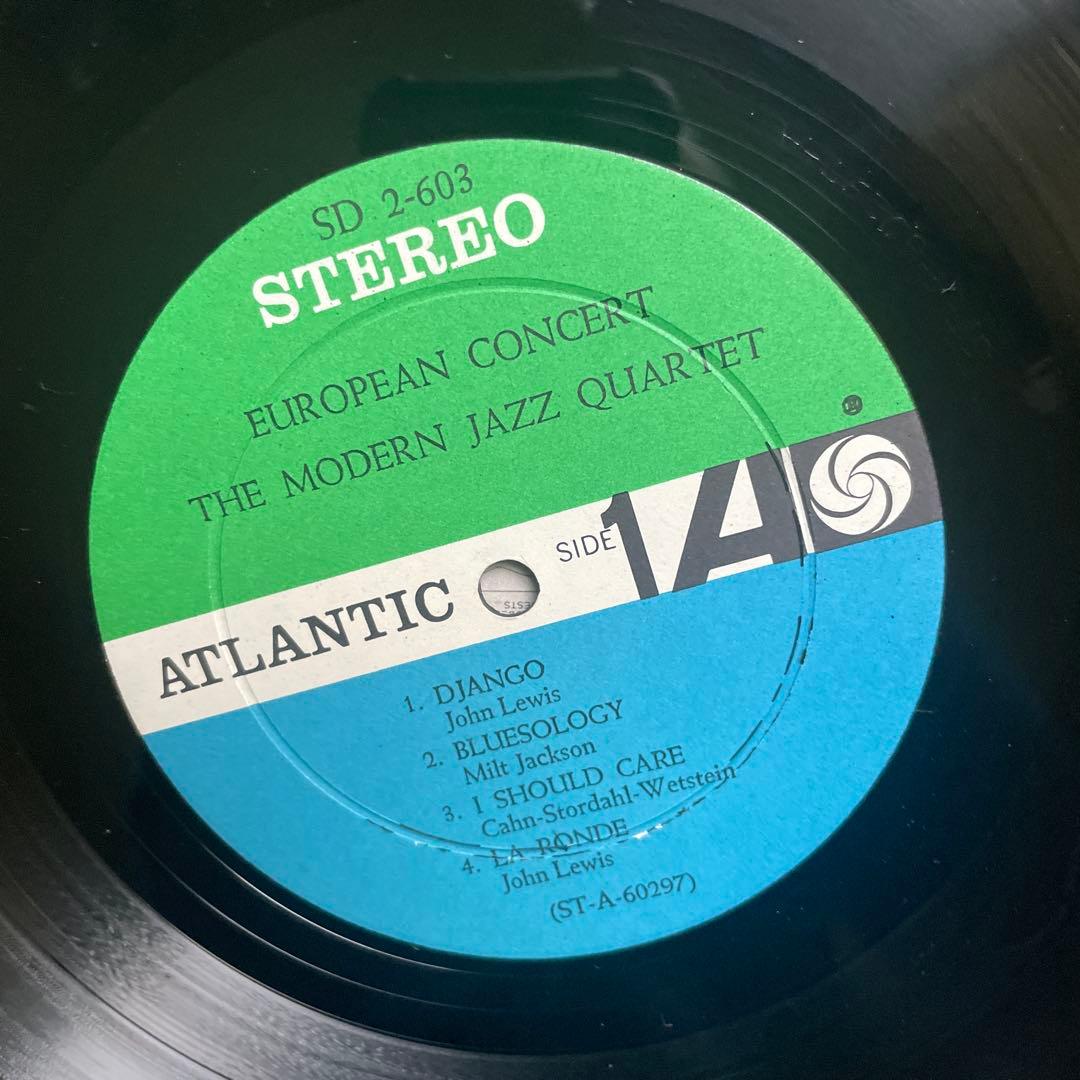 SD 2-603
STEREO
EUROPEAN CONCERT
THE MODERN JAZZ QUARTET
ATLANTIC
SIDE 1 A
1. DJANGO
John Lewis
2. BLUESOLOGY
Milt Jackson
3. I SHOULD CARE
Cahn-Stordahl-Wetstein
4. LA RONDE
John Lewis
(ST-A-60297)